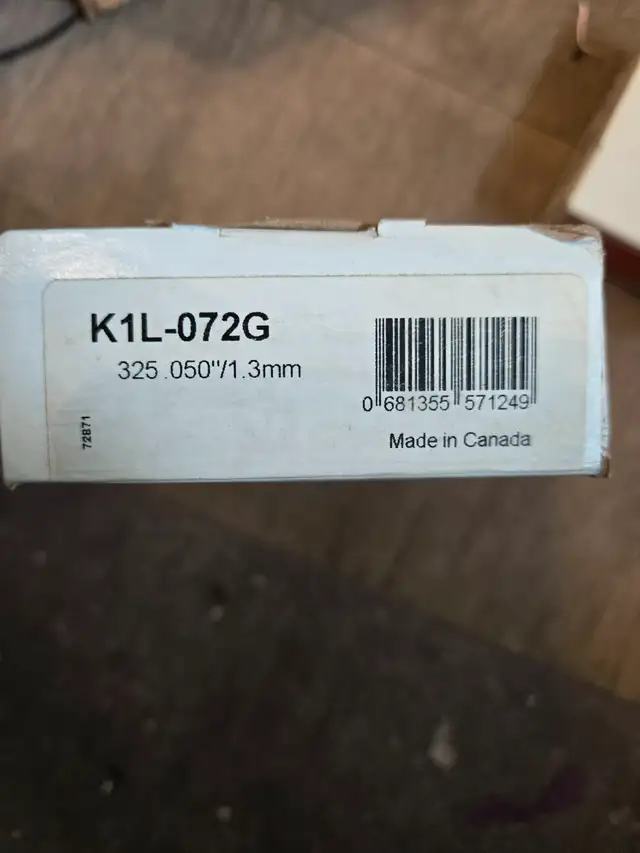 K1L-072G
325 .050"/1.3mm
72871
0 681355 571249
Made in Canada